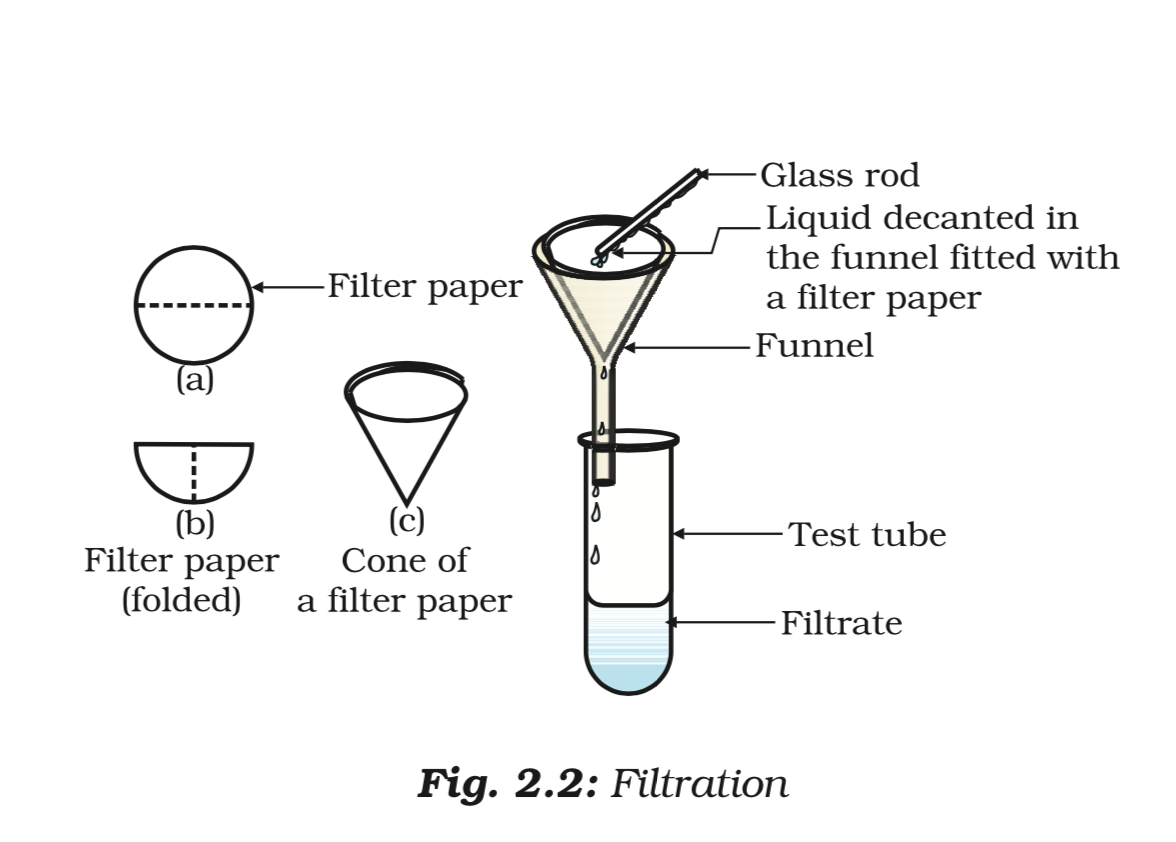 Glass rod
Liquid decanted in
the funnel fitted with
a filter paper
Filter paper
Funnel
(a)
(b)
Filter paper
(folded)
(c)
Cone of
a filter paper
Test tube
Filtrate
Fig. 2.2: Filtration